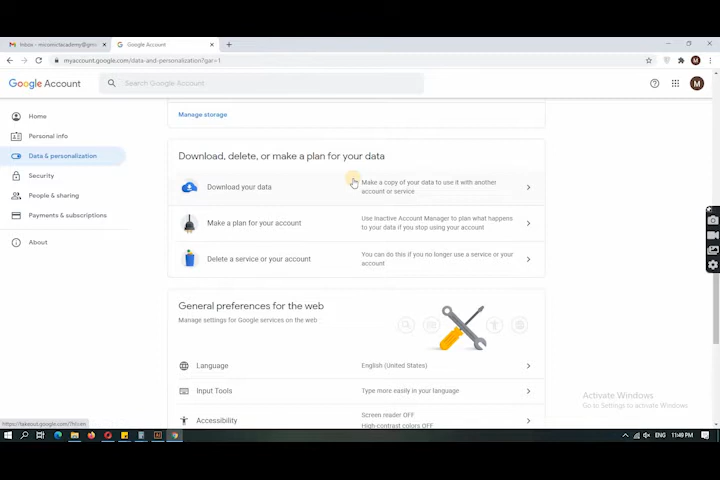 Inbox - micronictacademy@gm
Google Account
myaccount.google.com/data-and-personalization?gar=1
M
Google Account
Search Google Account
M
Home
Personal info
Data & personalization
Security
People & sharing
Payments & subscriptions
About
Manage storage
Download, delete, or make a plan for your data
Download your data
Make a copy of your data to use it with another
account or service
Make a plan for your account
Use Inactive Account Manager to plan what happens
to your data if you stop using your account
Delete a service or your account
You can do this if you no longer use a service or your
account
General preferences for the web
Manage settings for Google services on the web
Language
English (United States)
Input Tools
Type more easily in your language
Accessibility
Screen reader OFF
High-contrast colors OFF
Activate Windows
Go to Settings to activate Windows.
https://takeout.google.com/?hl=en
ENG
11:49 PM